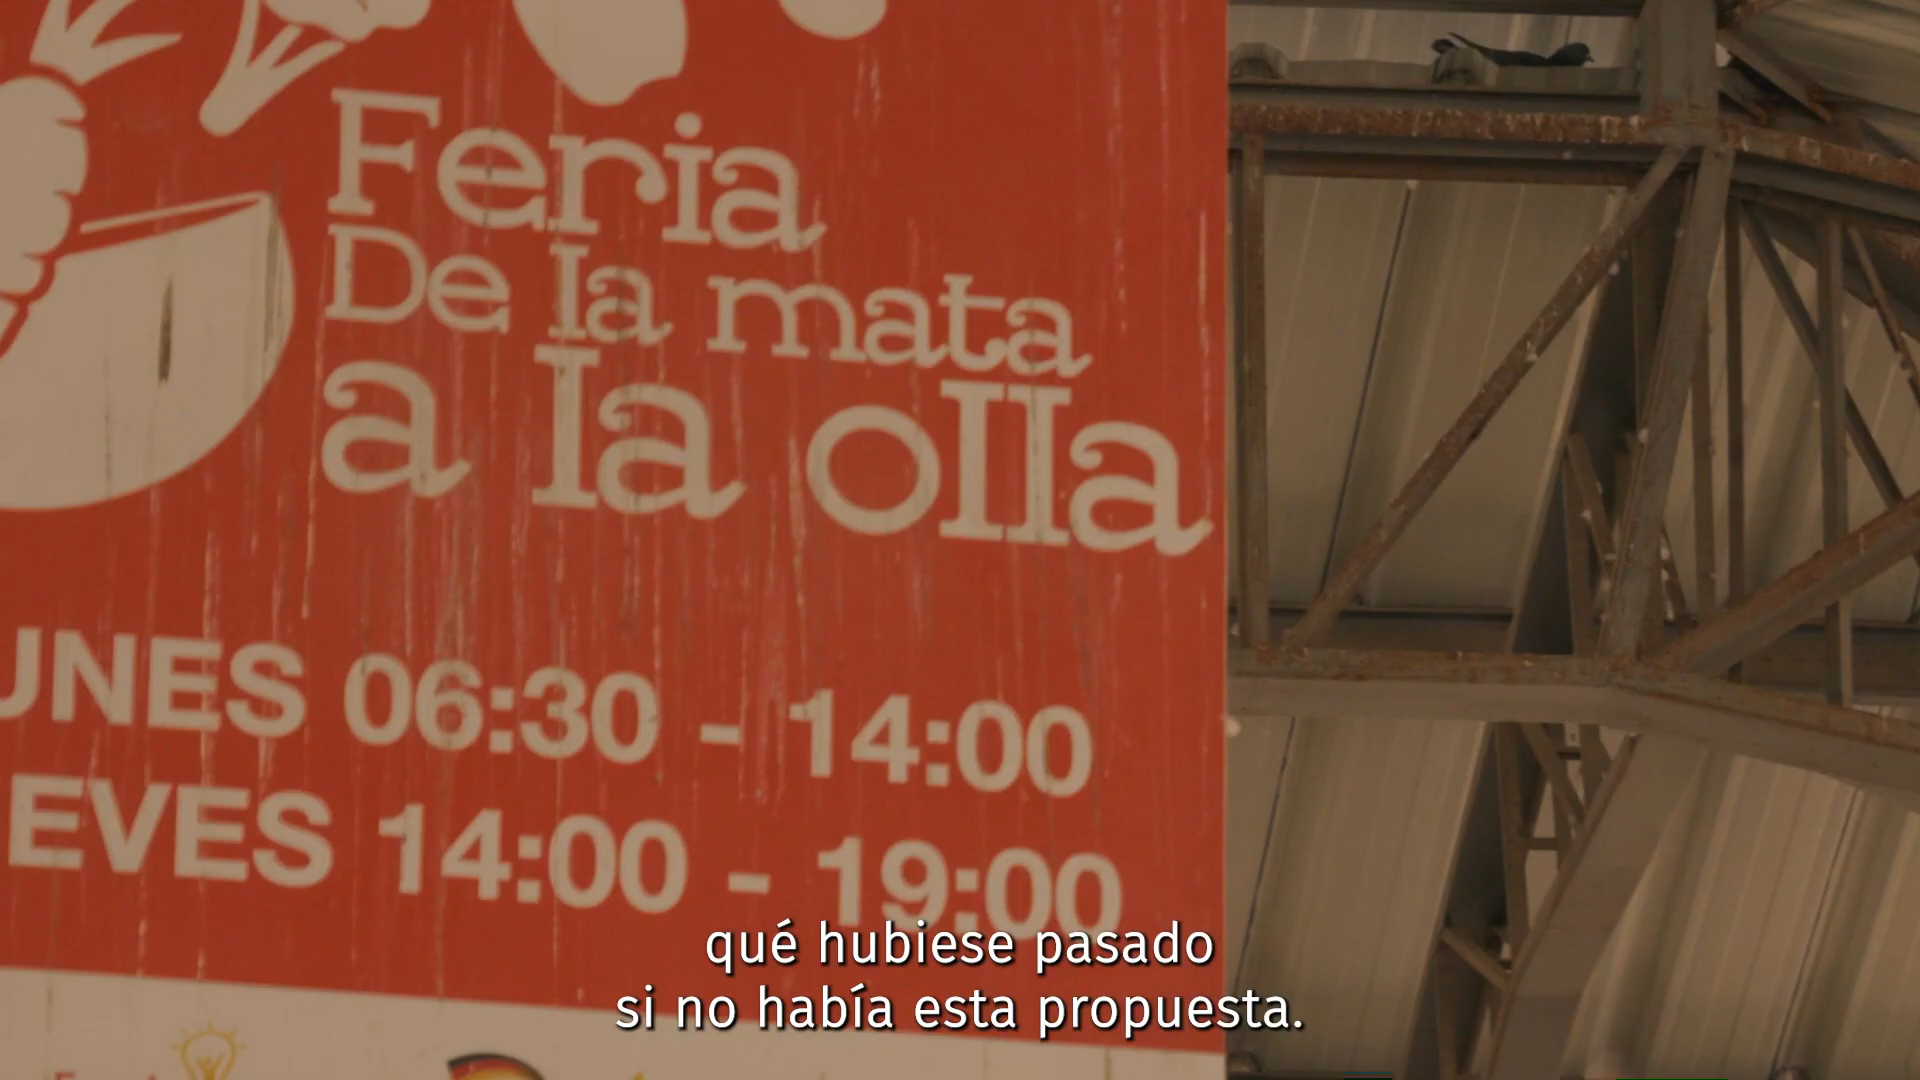 Feria
De la mata
a la olla
UNES 06:30 - 14:00
EVES 14:00 - 19:00
qué hubiese pasado
si no había esta propuesta.